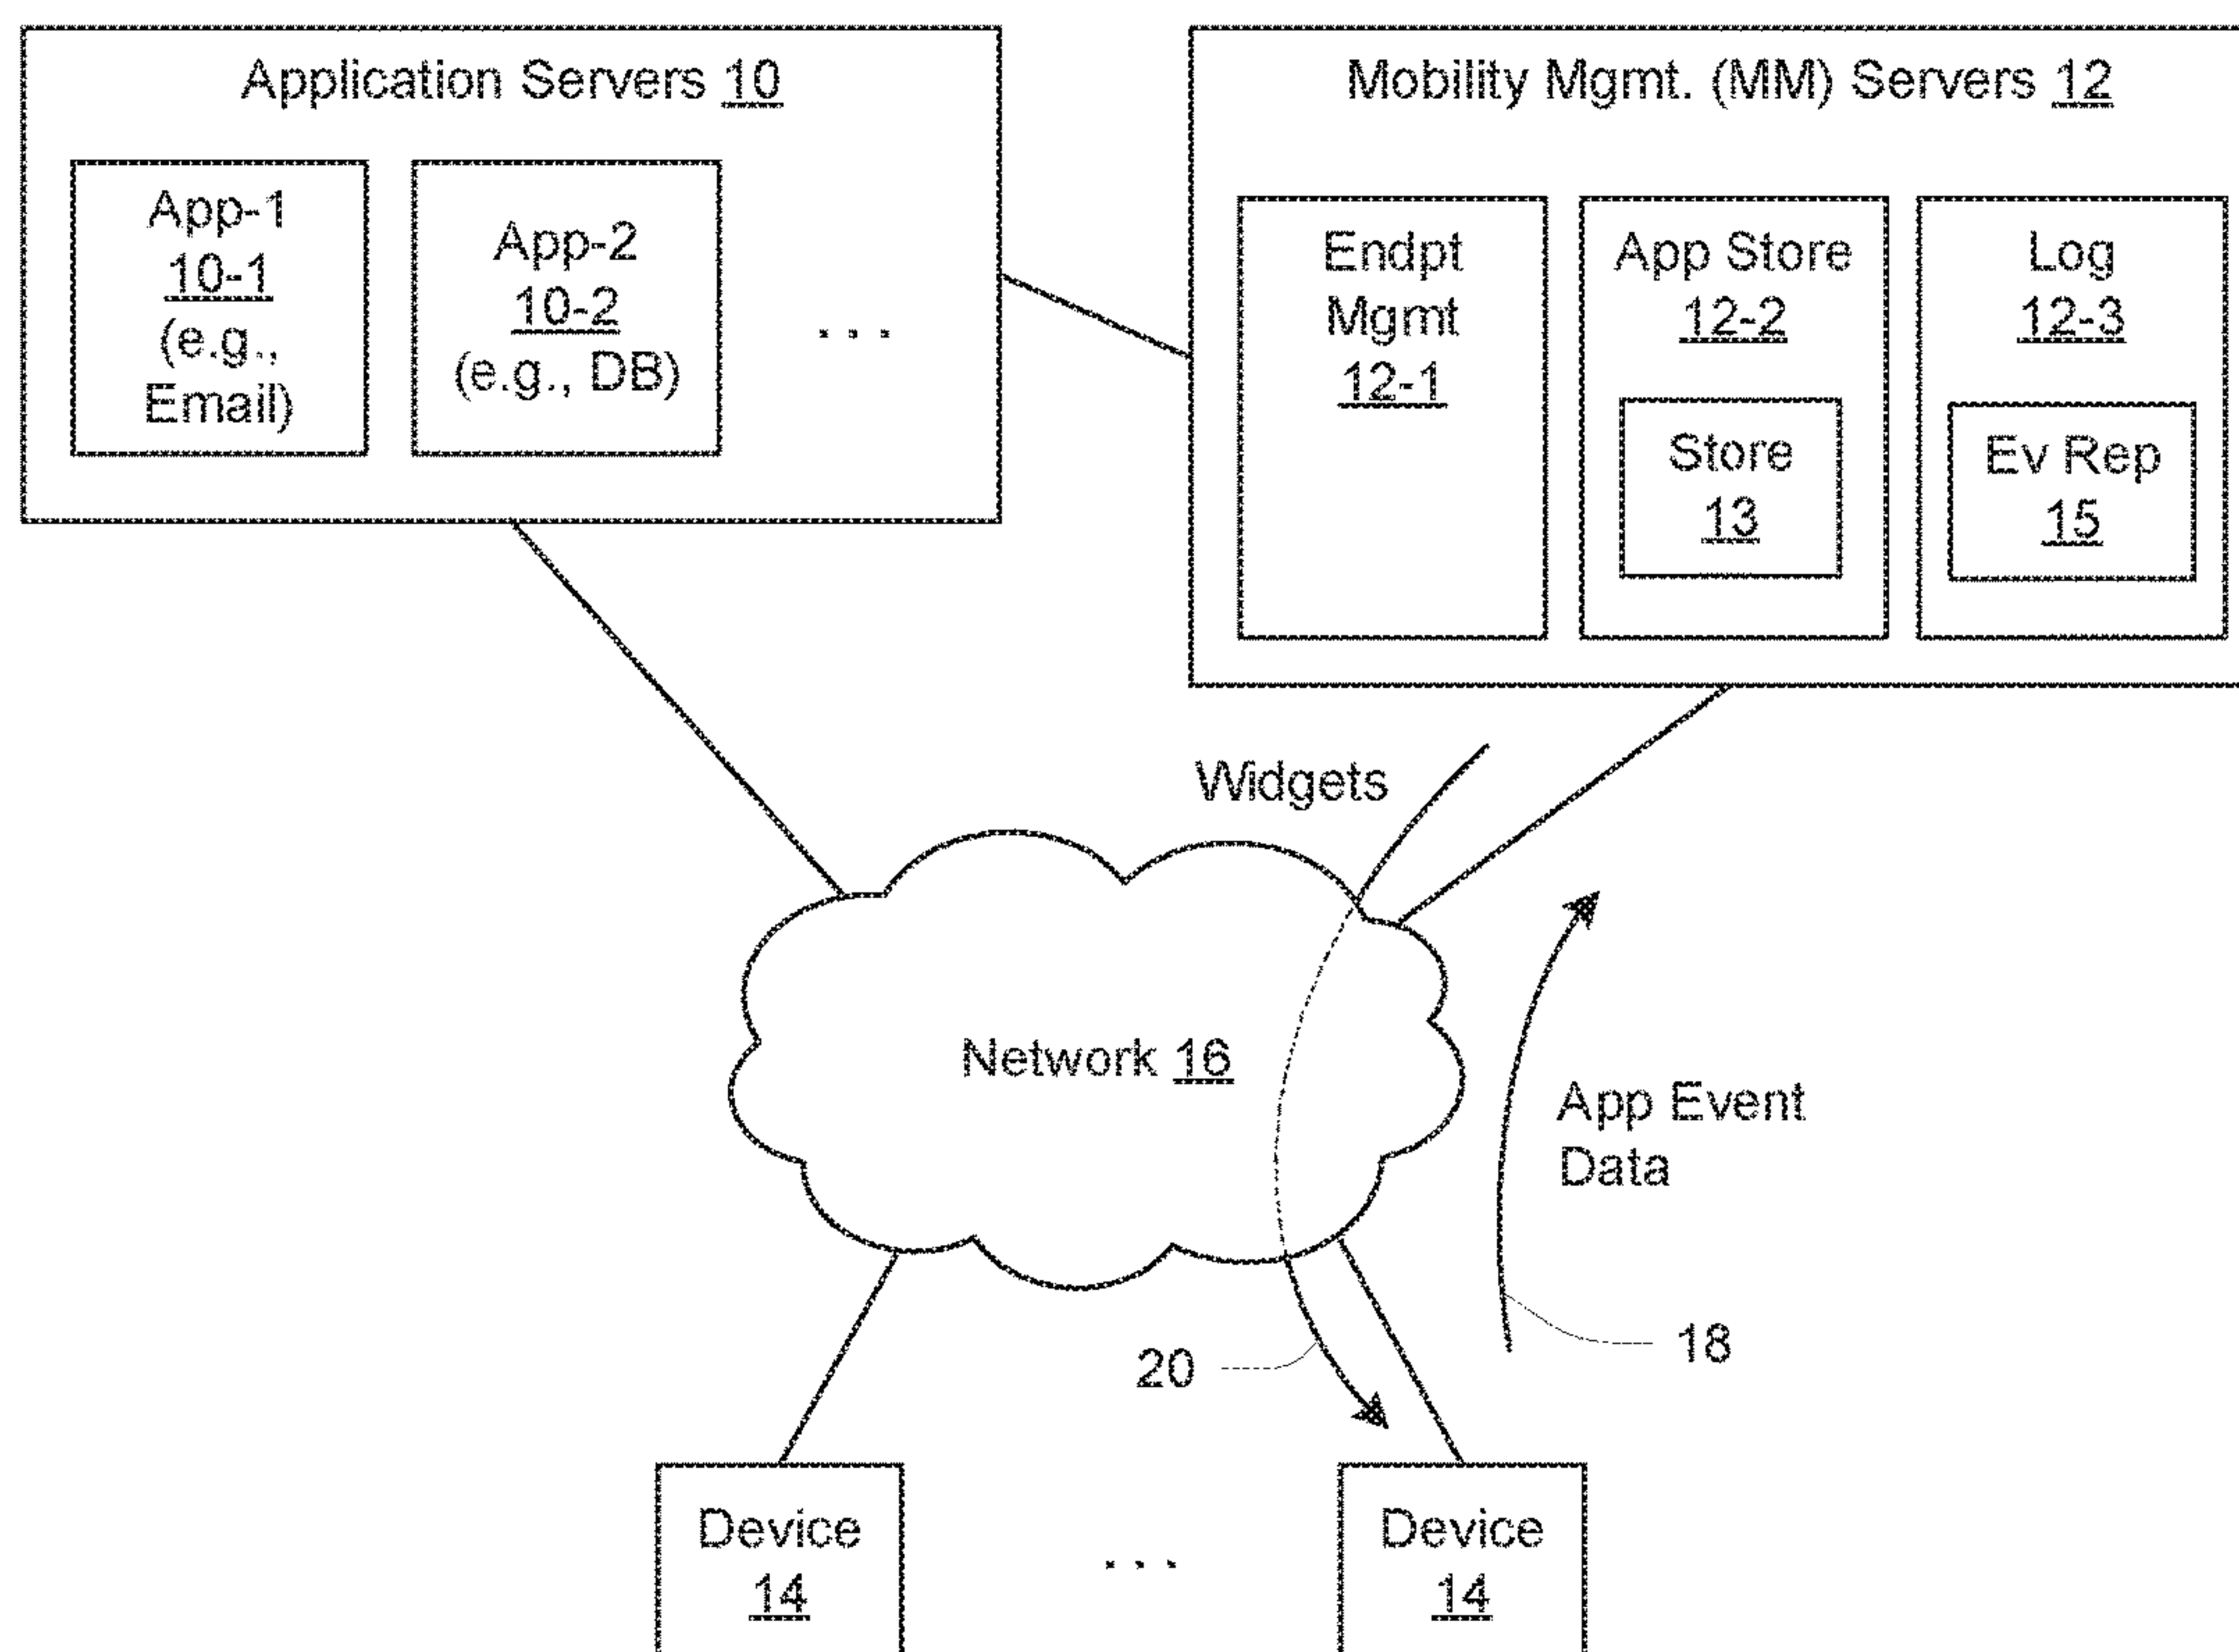 Application Servers 10
App-1
10-1
(e.g.,
Email)
App-2
10-2
(e.g., DB)
. . .
Mobility Mgmt. (MM) Servers 12
Endpt
Mgmt
12-1
App Store
12-2
Store
13
Log
12-3
Ev Rep
15
Widgets
Network 16
App Event
Data
18
20
Device
14
. . .
Device
14